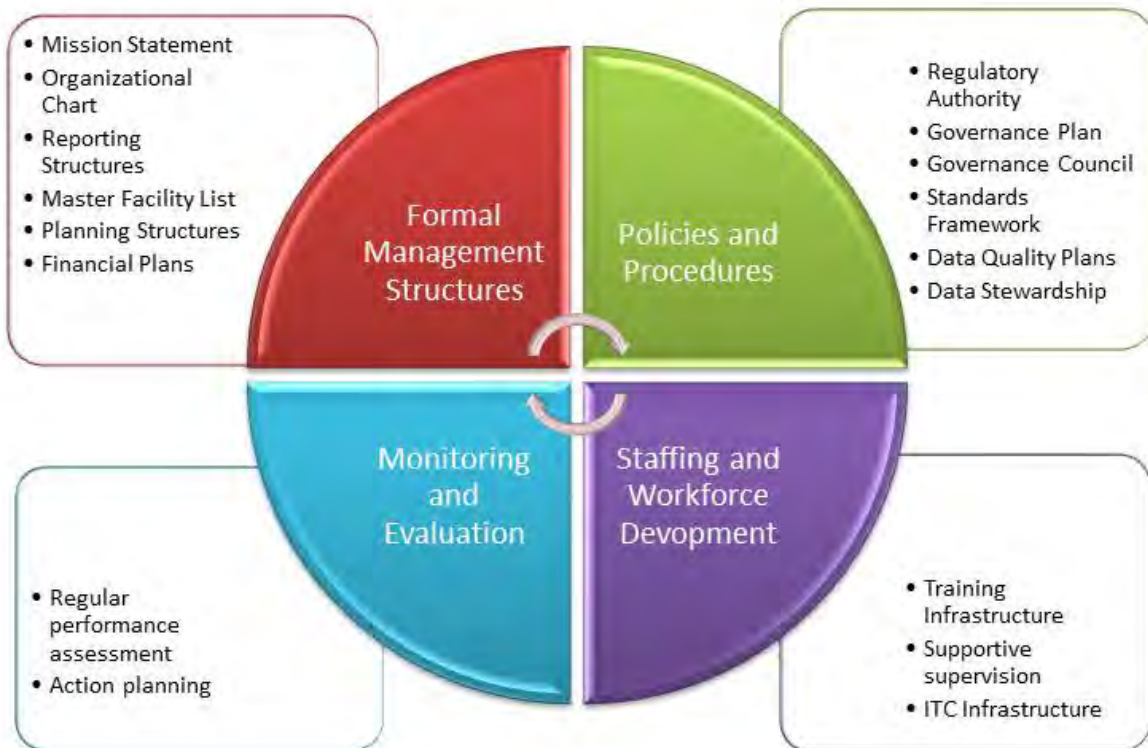 • Mission Statement
• Organizational
Chart
• Reporting
Structures
• Master Facility List
• Planning Structures
• Financial Plans
Formal
Management
Structures
Policies and
Procedures
• Regulatory
Authority
• Governance Plan
• Governance Council
• Standards
Framework
• Data Quality Plans
• Data Stewardship
Monitoring
and
Evaluation
Staffing and
Workforce
Devopment
• Regular
performance
assessment
• Action planning
• Training
Infrastructure
• Supportive
supervision
• ITC Infrastructure